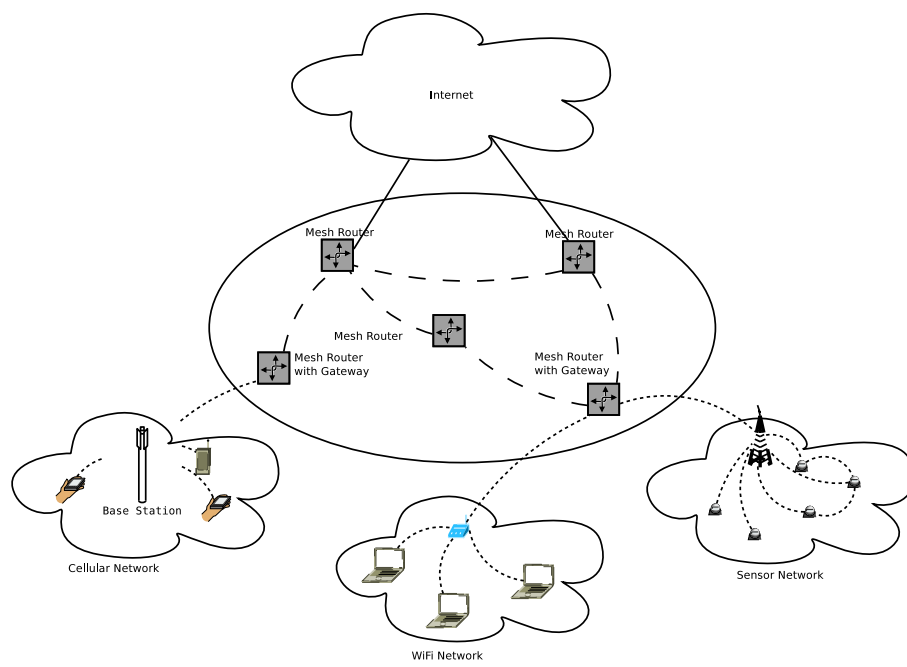 Internet
Mesh Router
Mesh Router
Mesh Router
Mesh Router
with Gateway
Mesh Router
with Gateway
Base Station
Cellular Network
WiFi Network
Sensor Network